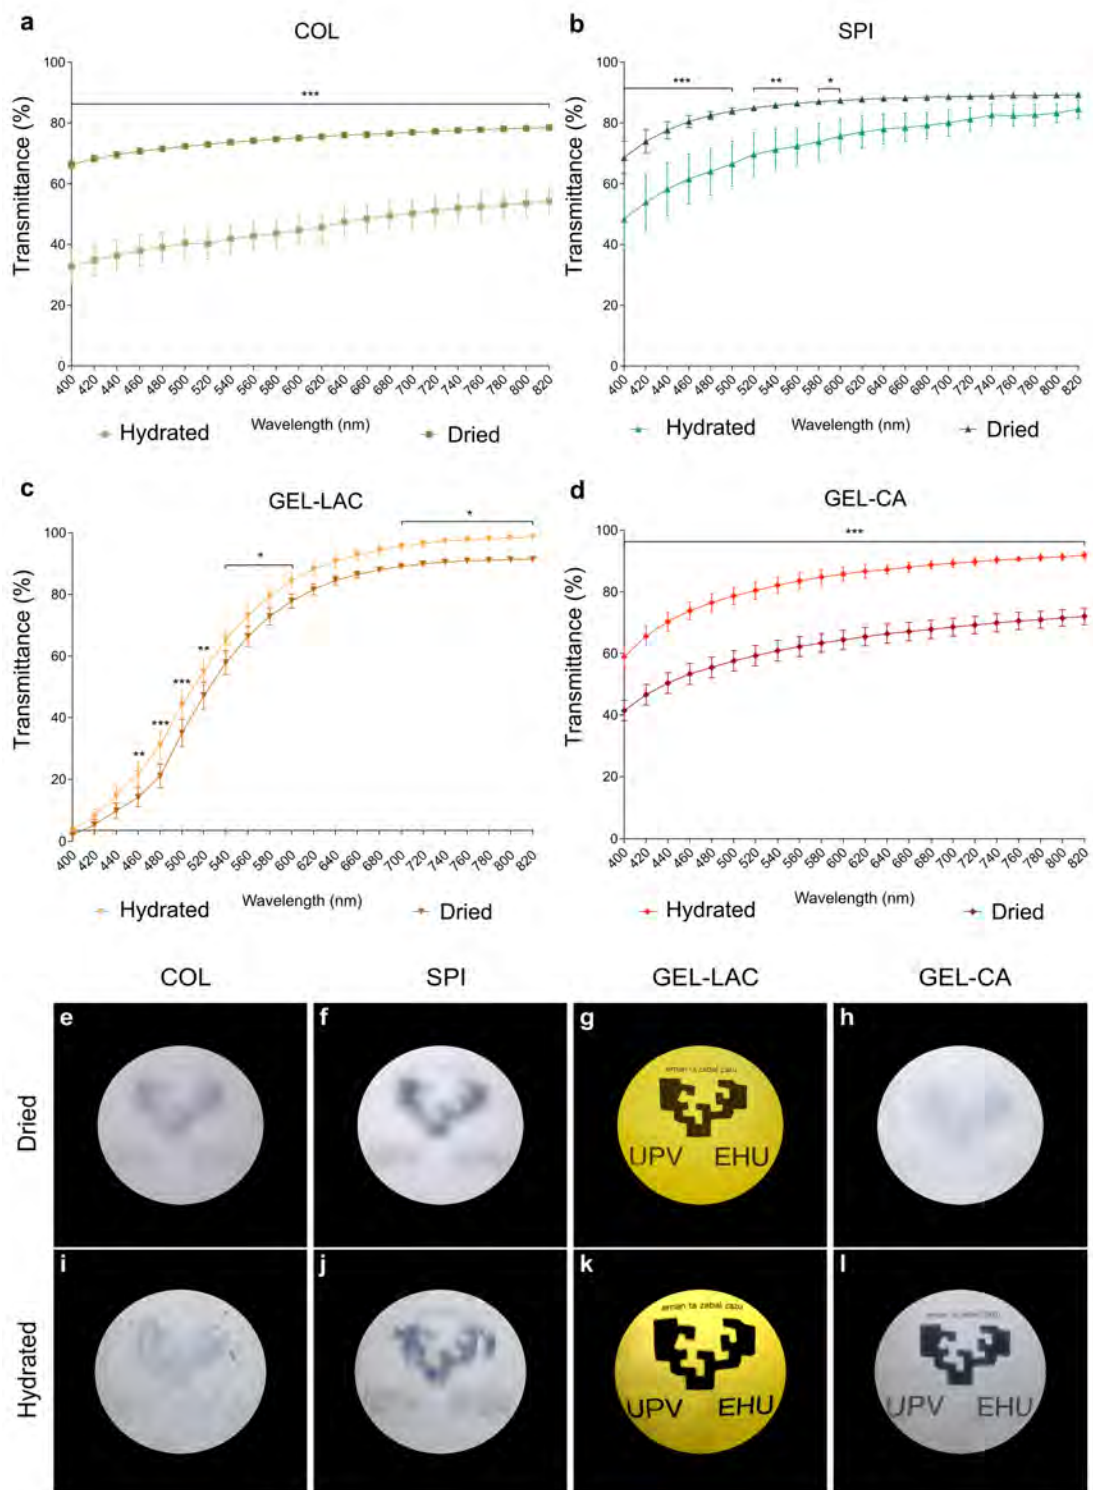 a
COL
***
Transmittance (%)
100
80
60
40
20
0
400 420 440 460 480 500 520 540 560 580 600 620 640 660 680 700 720 740 760 780 800 820
Wavelength (nm)
Hydrated
Dried
b
SPI
***
**
*
Transmittance (%)
100
80
60
40
20
0
400 420 440 460 480 500 520 540 560 580 600 620 640 660 680 700 720 740 760 780 800 820
Wavelength (nm)
Hydrated
Dried
c
GEL-LAC
**
***
***
**
*
*
Transmittance (%)
100
80
60
40
20
0
400 420 440 460 480 500 520 540 560 580 600 620 640 660 680 700 720 740 760 780 800 820
Wavelength (nm)
Hydrated
Dried
d
GEL-CA
***
Transmittance (%)
100
80
60
40
20
0
400 420 440 460 480 500 520 540 560 580 600 620 640 660 680 700 720 740 760 780 800 820
Wavelength (nm)
Hydrated
Dried
COL SPI GEL-LAC GEL-CA
Dried
e f g h
eman ta zabal zazu
UPV EHU
Hydrated
i j k l
eman ta zabal zazu
UPV EHU
eman ta zabal zazu
UPV EHU